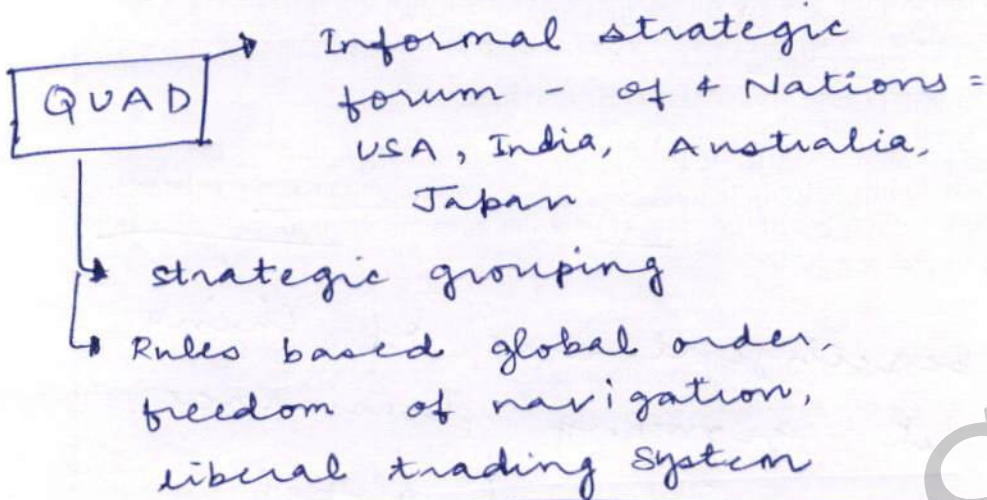 Informal strategic
QUAD
forum - of 4 Nations =
USA, India, Australia,
Japan
strategic grouping
Rules based global order,
freedom of navigation,
liberal trading System